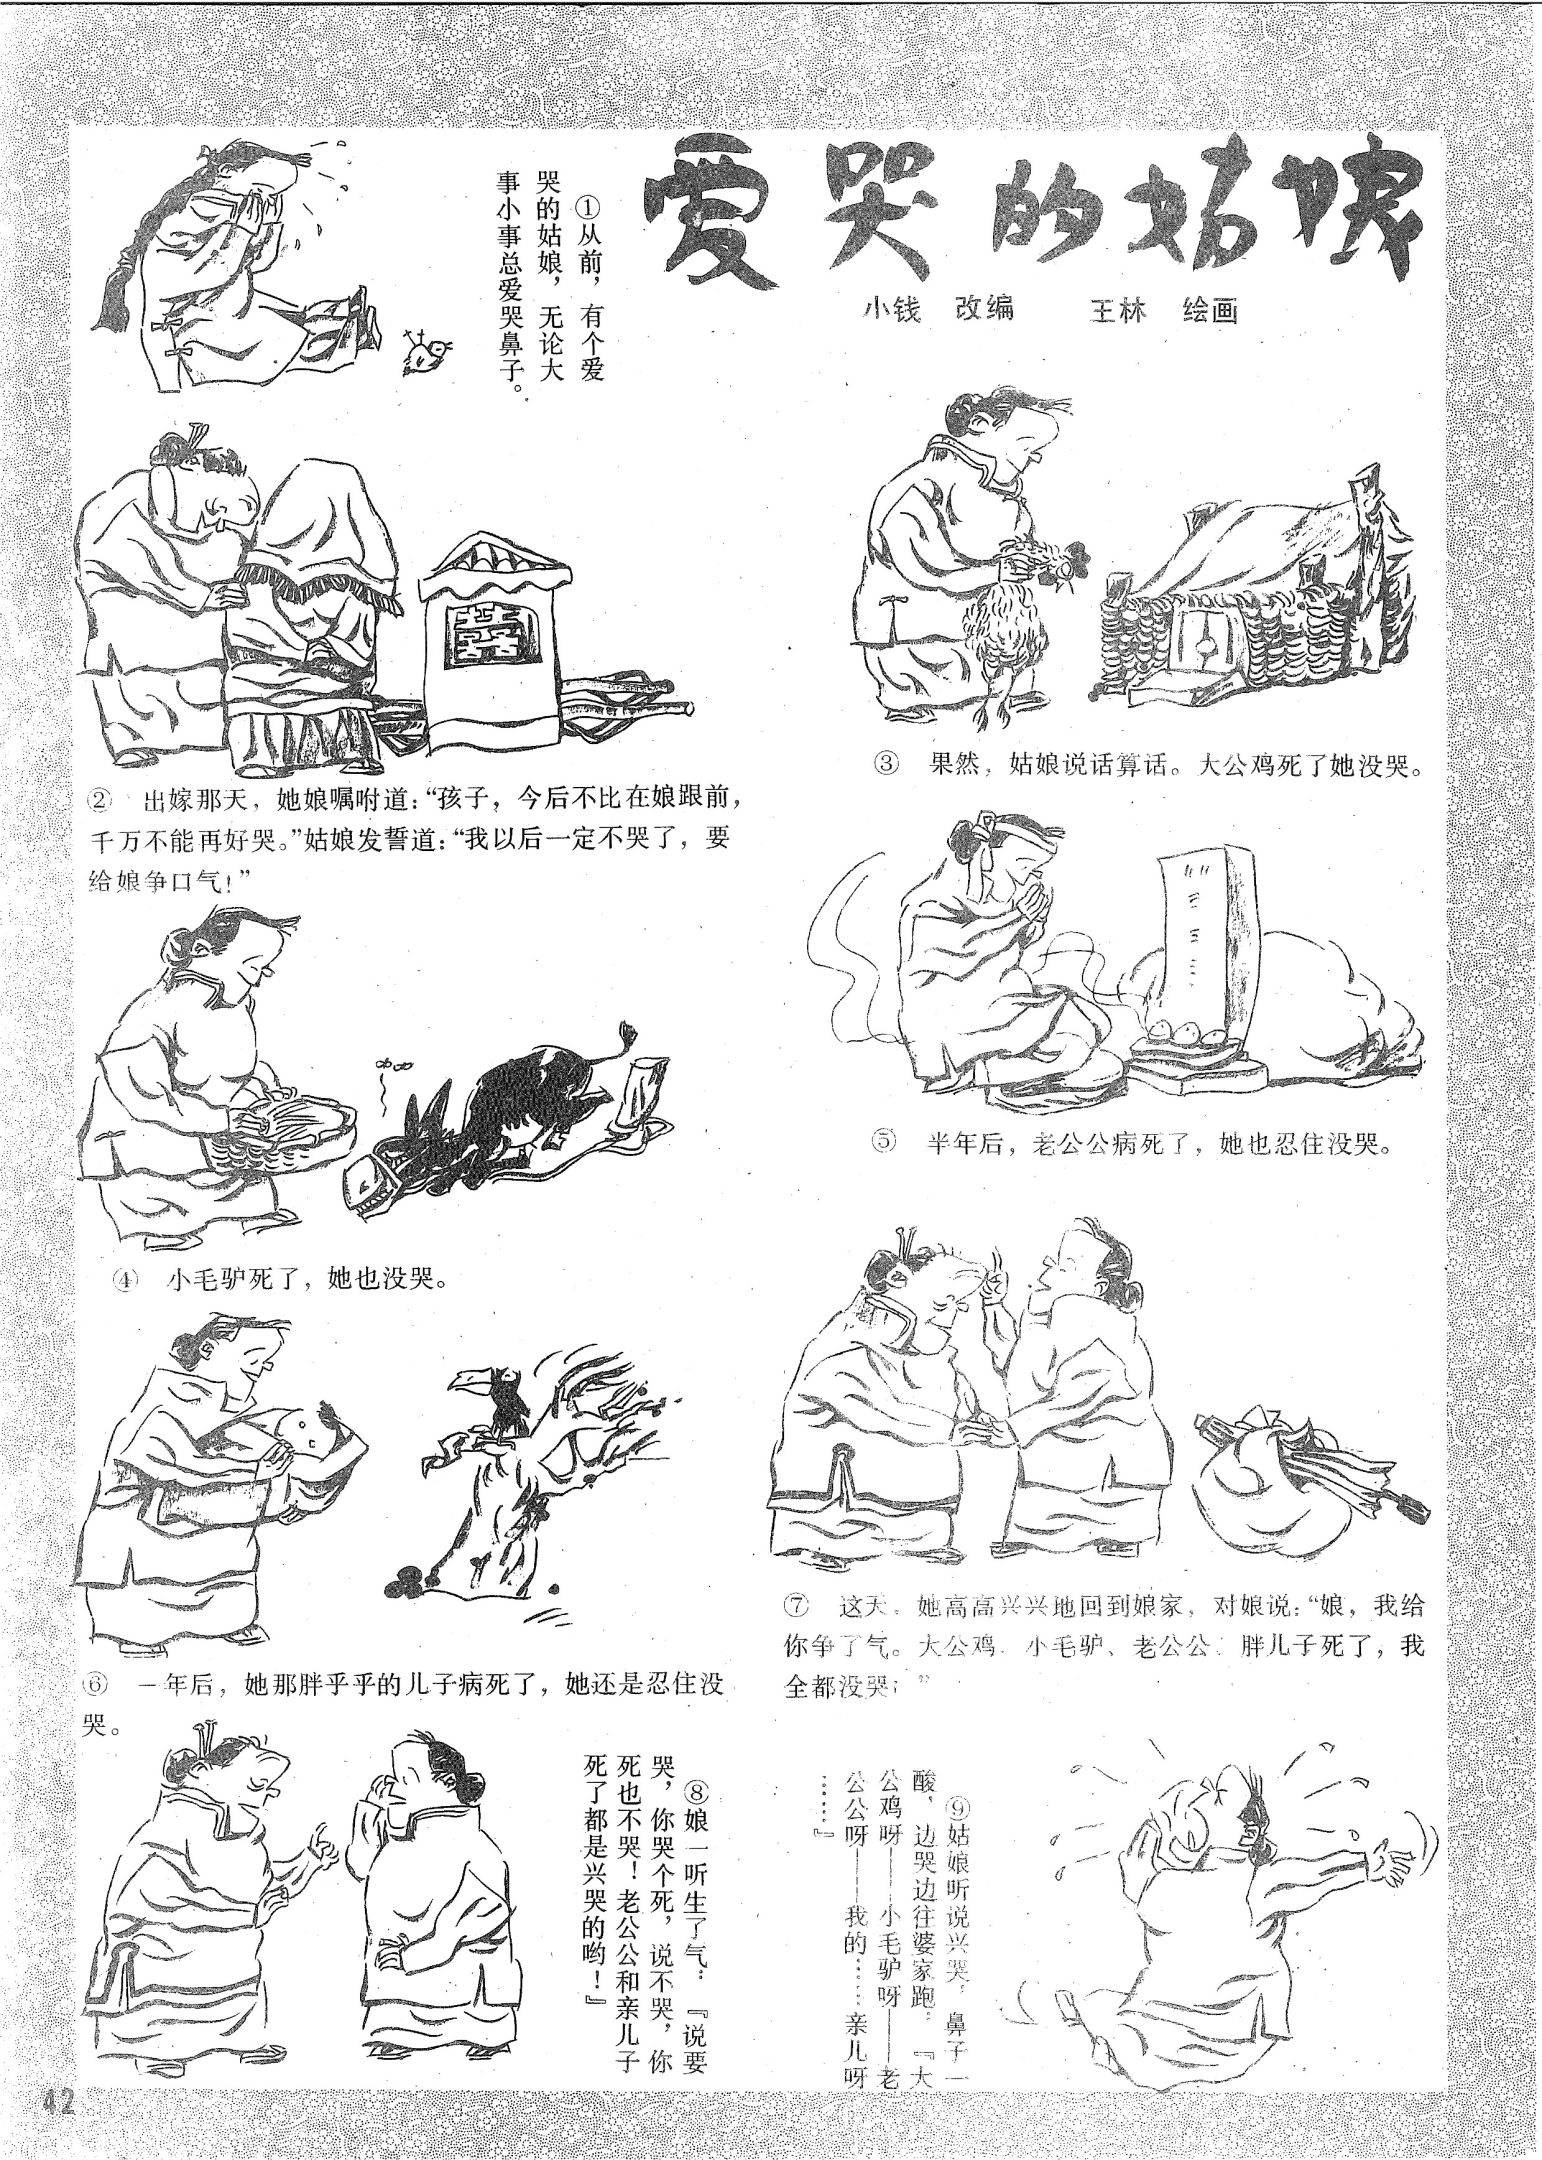 爱哭的姑娘
小钱 改编 王林 绘画
①从前，有个爱
哭的姑娘，无论大
事小事总爱哭鼻子。
② 出嫁那天，她娘嘱咐道：“孩子，今后不比在娘跟前，
千万不能再好哭。”姑娘发誓道：“我以后一定不哭了，要
给娘争口气！”
③ 果然，姑娘说话算话。大公鸡死了她没哭。
④ 小毛驴死了，她也没哭。
⑤ 半年后，老公公病死了，她也忍住没哭。
⑥ 一年后，她那胖乎乎的儿子病死了，她还是忍住没
哭。
⑦ 这天，她高高兴兴地回到娘家，对娘说：“娘，我给
你争了气。大公鸡、小毛驴、老公公、胖儿子死了，我
全都没哭！”
⑧娘一听生了气：『说要
哭，你哭个死，说不哭，你
死也不哭！老公公和亲儿子
死了都是兴哭的哟！』
⑨姑娘听说兴哭，鼻子一
酸，边哭边往婆家跑：『大
公鸡呀——小毛驴呀——老
公公呀——我的……亲儿呀
……』
42